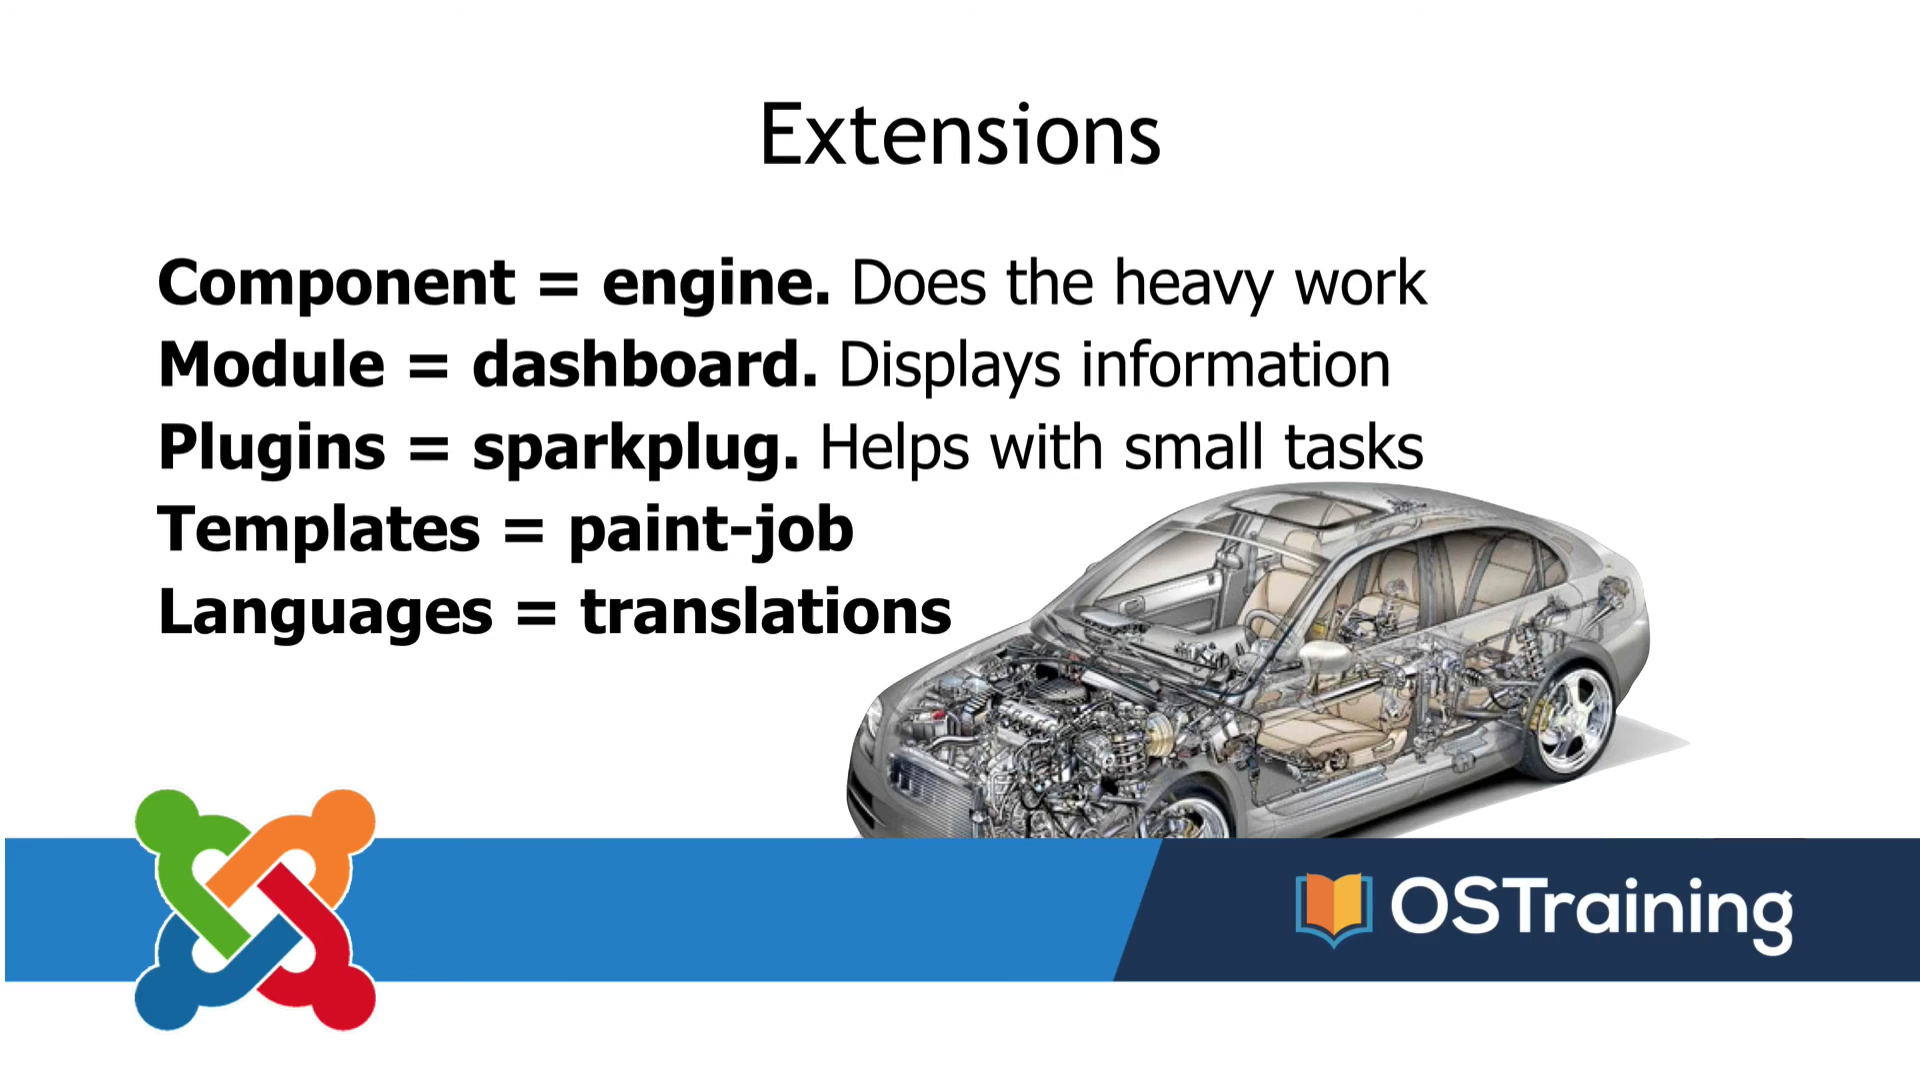 Extensions
Component = engine. Does the heavy work
Module = dashboard. Displays information
Plugins = sparkplug. Helps with small tasks
Templates = paint-job
Languages = translations
OSTraining